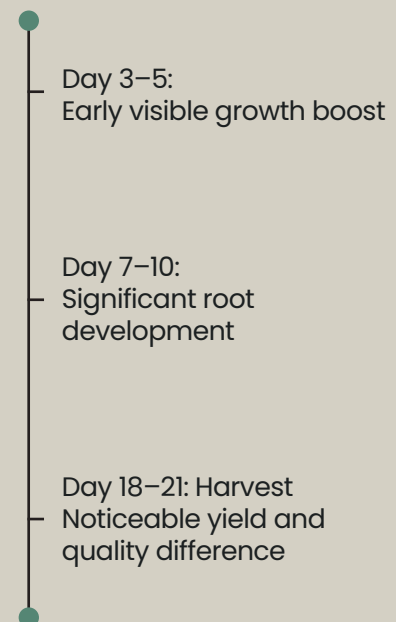 Day 3–5:
Early visible growth boost
Day 7–10:
Significant root
development
Day 18–21: Harvest
Noticeable yield and
quality difference